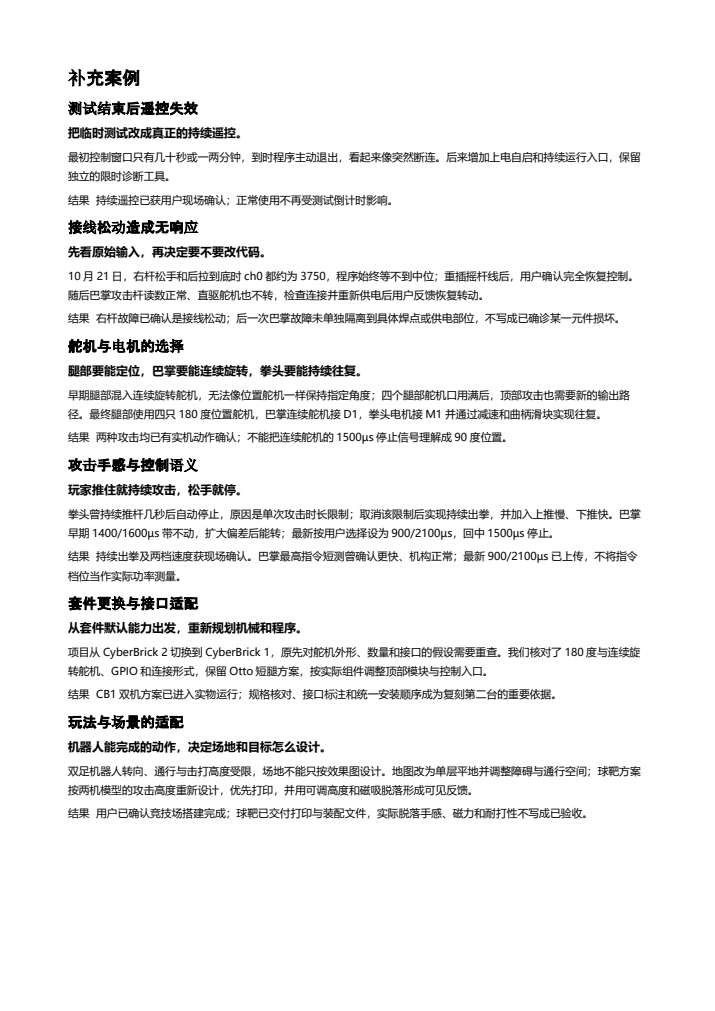 补充案例
测试结束后遥控失效
把临时测试改成真正的持续遥控。
最初控制窗口只有几十秒或一两分钟，到时程序主动退出，看起来像突然断连。后来增加上电自启和持续运行入口，保留
独立的限时诊断工具。
结果 持续遥控已获用户现场确认；正常使用不再受测试倒计时影响。
接线松动造成无响应
先看原始输入，再决定要不要改代码。
10 月 21 日，右杆松手和后拉到底时 ch0 都约为 3750，程序始终等不到中位；重插摇杆线后，用户确认完全恢复控制。
随后巴掌攻击杆读数正常、直驱舵机也不转，检查连接并重新供电后用户反馈恢复转动。
结果 右杆故障已确认是接线松动；后一次巴掌故障未单独隔离到具体焊点或供电部位，不写成已确诊某一元件损坏。
舵机与电机的选择
腿部要能定位，巴掌要能连续旋转，拳头要能持续往复。
早期腿部混入连续旋转舵机，无法像位置舵机一样保持指定角度；四个腿部舵机口用满后，顶部攻击也需要新的输出路
径。最终腿部使用四只 180 度位置舵机，巴掌连续舵机接 D1，拳头电机接 M1 并通过减速和曲柄滑块实现往复。
结果 两种攻击均已有实机动作确认；不能把连续舵机的 1500μs 停止信号理解成 90 度位置。
攻击手感与控制语义
玩家推住就持续攻击，松手就停。
拳头曾持续推杆几秒后自动停止，原因是单次攻击时长限制；取消该限制后实现持续出拳，并加入上推慢、下推快。巴掌
早期 1400/1600μs 带不动，扩大偏差后能转；最新按用户选择设为 900/2100μs，回中 1500μs 停止。
结果 持续出拳及两档速度获现场确认。巴掌最高指令短测曾确认更快、机构正常；最新 900/2100μs 已上传，不将指令
档位当作实际功率测量。
套件更换与接口适配
从套件默认能力出发，重新规划机械和程序。
项目从 CyberBrick 2 切换到 CyberBrick 1，原先对舵机外形、数量和接口的假设需要重查。我们核对了 180 度与连续旋
转舵机、GPIO 和连接形式，保留 Otto 短腿方案，按实际组件调整顶部模块与控制入口。
结果 CB1 双机方案已进入实物运行；规格核对、接口标注和统一安装顺序成为复刻第二台的重要依据。
玩法与场景的适配
机器人能完成的动作，决定场地和目标怎么设计。
双足机器人转向、通行与击打高度受限，场地不能只按效果图设计。地图改为单层平地并调整障碍与通行空间；球靶方案
按两机模型的攻击高度重新设计，优先打印，并用可调高度和磁吸脱落形成可见反馈。
结果 用户已确认竞技场搭建完成；球靶已交付打印与装配文件，实际脱落手感、磁力和耐打性不写成已验收。